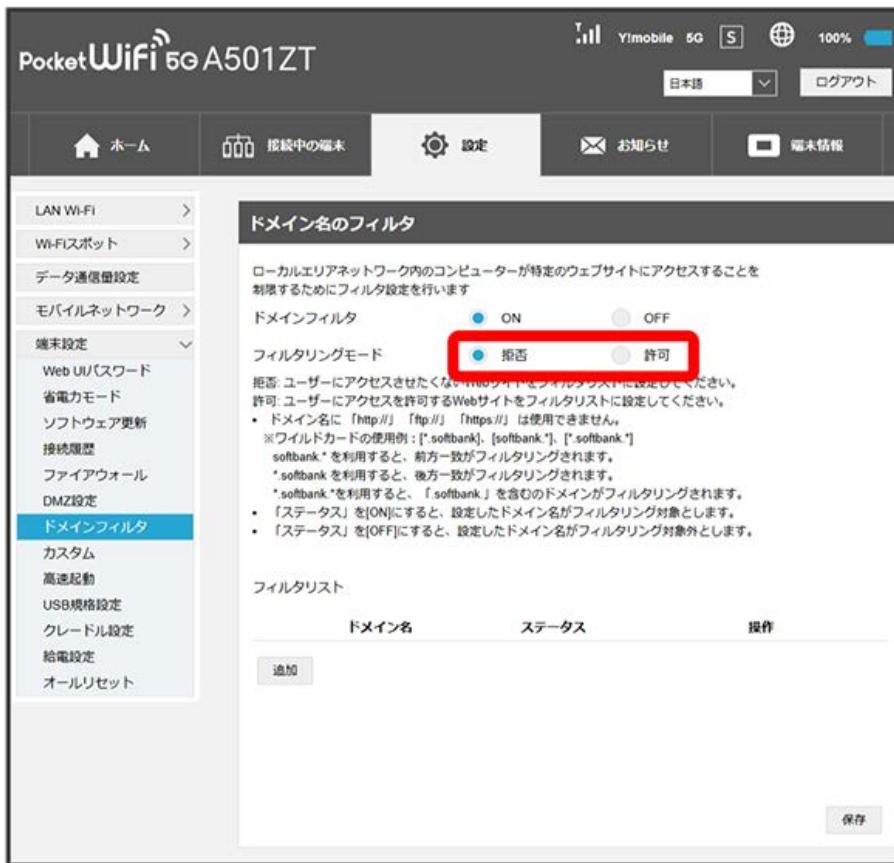 Pocket WiFi 5G A501ZT
Y!mobile 5G S 100%
日本語
ログアウト
ホーム
接続中の端末
設定
お知らせ
端末情報
LAN Wi-Fi
Wi-Fiスポット
データ通信量設定
モバイルネットワーク
端末設定
Web UIパスワード
省電力モード
ソフトウェア更新
接続履歴
ファイアウォール
DMZ設定
ドメインフィルタ
カスタム
高速起動
USB規格設定
クレードル設定
給電設定
オールリセット
ドメイン名のフィルタ
ローカルエリアネットワーク内のコンピューターが特定のウェブサイトにアクセスすることを
制限するためにフィルタ設定を行います
ドメインフィルタ ON OFF
フィルタリングモード 拒否 許可
拒否: ユーザーにアクセスさせたくないWebサイトをフィルタリストに設定してください。
許可: ユーザーにアクセスを許可するWebサイトをフィルタリストに設定してください。
• ドメイン名に 「http://」 「ftp://」 「https://」 は使用できません。
※ワイルドカードの使用例 : [*.softbank]、[softbank.*]、[*.softbank.*]
softbank.* を利用すると、前方一致がフィルタリングされます。
*.softbank を利用すると、後方一致がフィルタリングされます。
*.softbank.*を利用すると、「.softbank.」を含むのドメインがフィルタリングされます。
• 「ステータス」を[ON]にすると、設定したドメイン名がフィルタリング対象とします。
• 「ステータス」を[OFF]にすると、設定したドメイン名がフィルタリング対象外とします。
フィルタリスト
ドメイン名 ステータス 操作
追加
保存